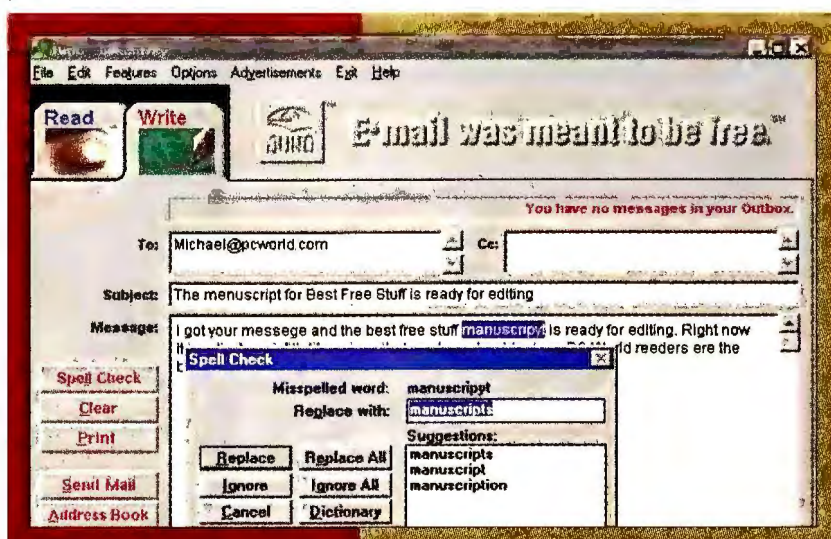 File Edit Features Options Advertisements Exit Help
Read Write
JUNO E-mail was meant to be free.™
You have no messages in your Outbox.
To: Michael@pcworld.com Cc:
Subject: The menuscript for Best Free Stuff is ready for editing
Message: I got your messege and the best free stuff manuscripyt is ready for editing. Right now
reeders ere the
Spell Check
Misspelled word: manuscripyt
Replace with: manuscripts
Suggestions:
manuscripts
manuscript
manuscription
Replace Replace All
Ignore Ignore All
Cancel Dictionary
Spell Check
Clear
Print
Send Mail
Address Book